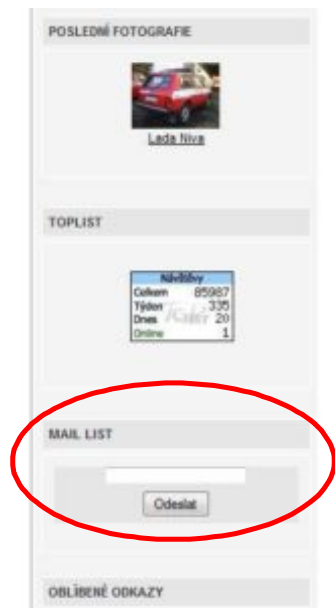 POSLEDNÍ FOTOGRAFIE
Lada Niva
TOPLIST
Návštěvy
Celkem 85987
Týden 335
Dnes 20
Online 1
MAIL LIST
Odeslat
OBLÍBENÉ ODKAZY